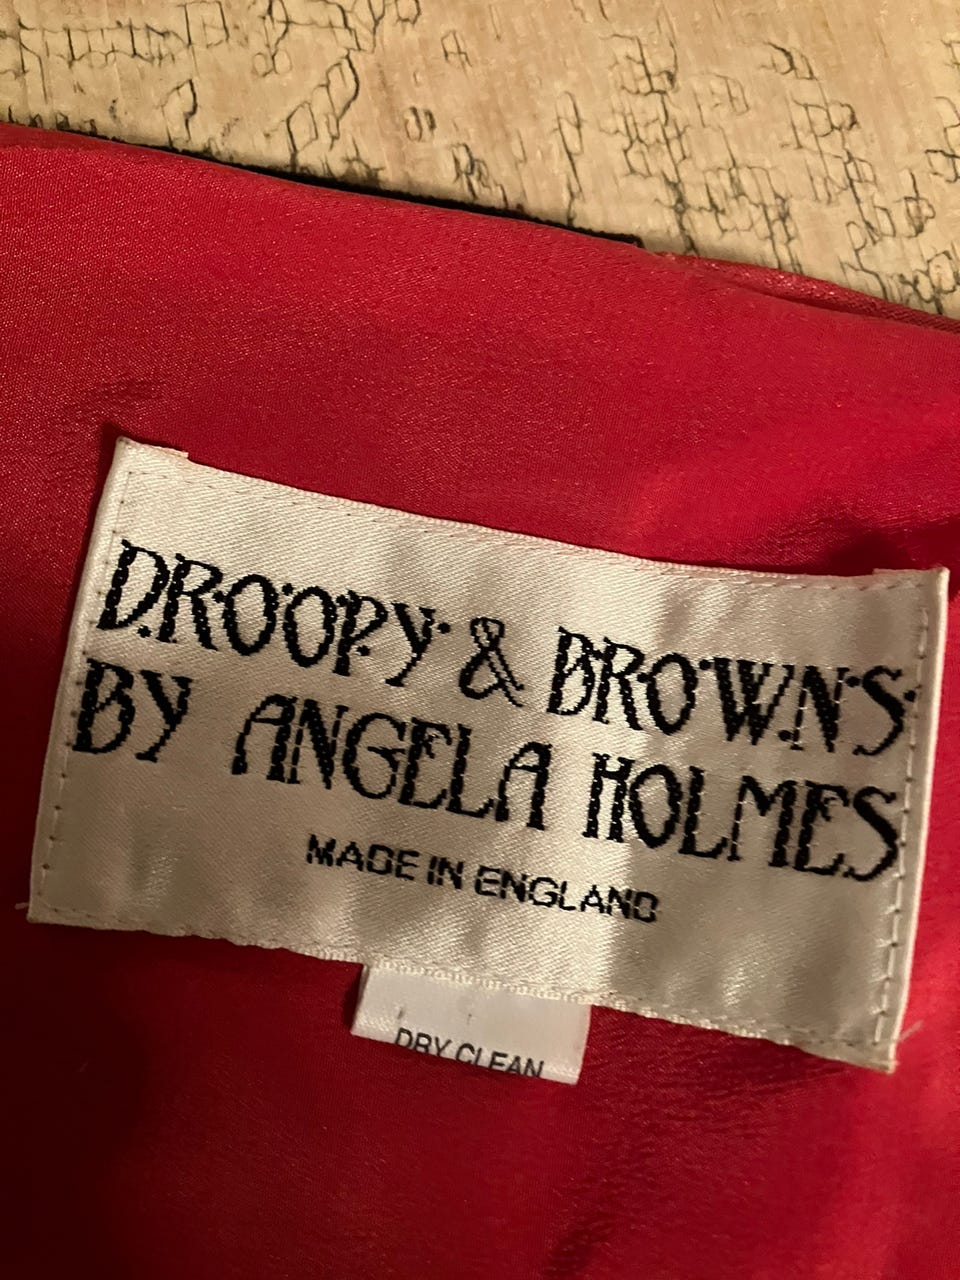 DROOPY & BROWNS
BY ANGELA HOLMES
MADE IN ENGLAND
DRY CLEAN